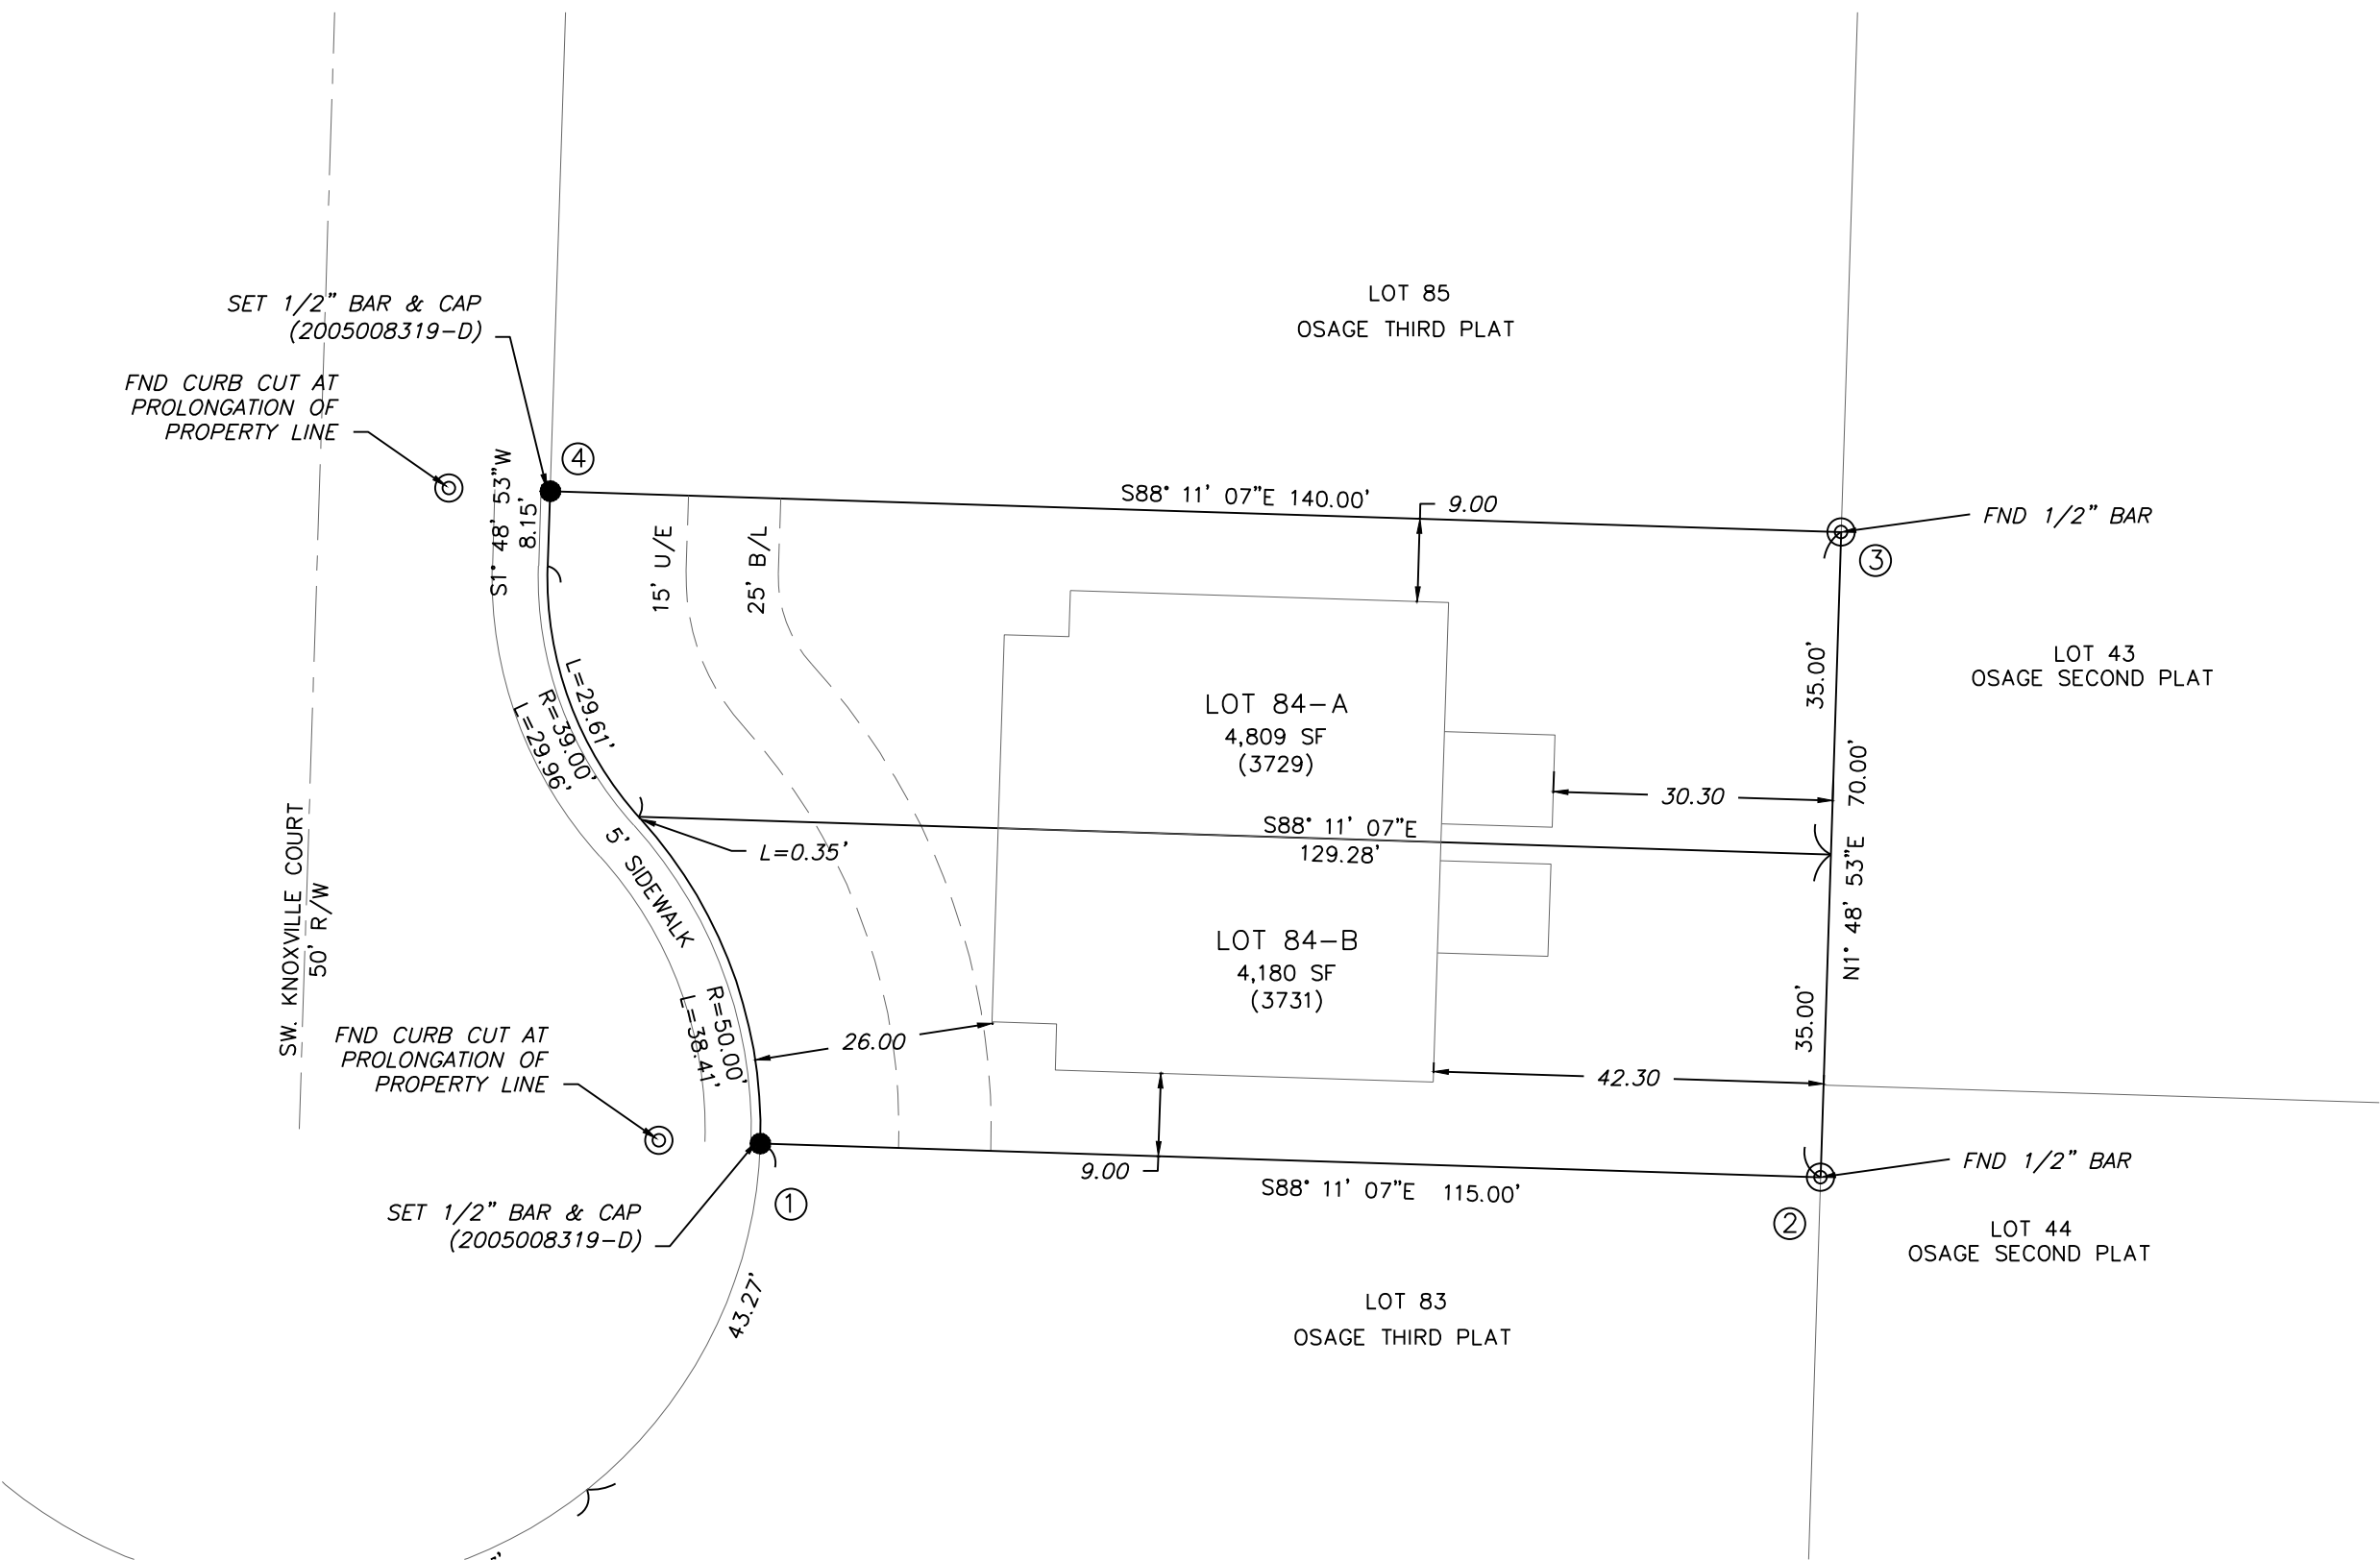 LOT 85
OSAGE THIRD PLAT
SET 1/2" BAR & CAP
(2005008319-D)
FND CURB CUT AT
PROLONGATION OF
PROPERTY LINE
4
S1° 48' 53"W
8.15'
15' U/E
25' B/L
S88° 11' 07"E 140.00'
9.00
FND 1/2" BAR
3
35.00'
LOT 43
OSAGE SECOND PLAT
L=29.61'
R=39.00'
L=29.96'
LOT 84-A
4,809 SF
(3729)
30.30
70.00'
N1° 48' 53"E
S88° 11' 07"E
129.28'
L=0.35'
5' SIDEWALK
SW. KNOXVILLE COURT
50' R/W
LOT 84-B
4,180 SF
(3731)
R=50.00'
L=38.41'
26.00
35.00'
FND CURB CUT AT
PROLONGATION OF
PROPERTY LINE
42.30
9.00
S88° 11' 07"E 115.00'
FND 1/2" BAR
SET 1/2" BAR & CAP
(2005008319-D)
1
2
LOT 44
OSAGE SECOND PLAT
43.27'
LOT 83
OSAGE THIRD PLAT